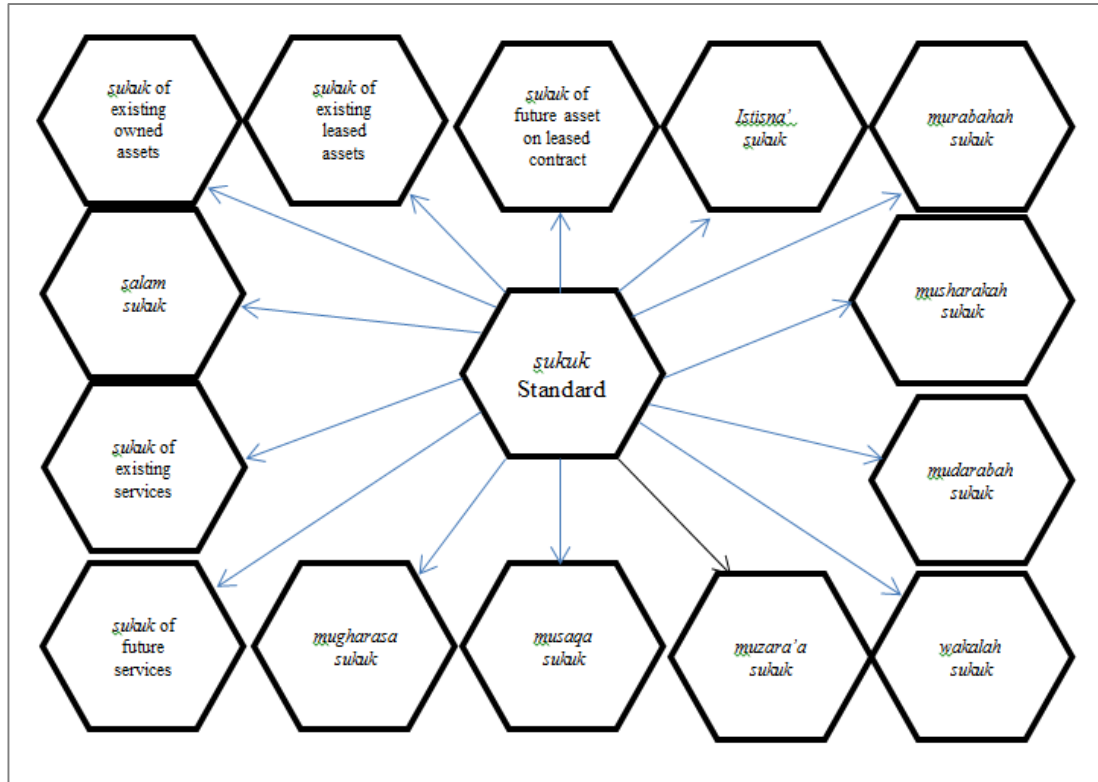 sukuk of
existing
owned
assets
sukuk of
existing
leased
assets
sukuk of
future asset
on leased
contract
Istisna’
sukuk
murabahah
sukuk
salam
sukuk
musharakah
sukuk
sukuk
Standard
sukuk of
existing
services
mudarabah
sukuk
sukuk of
future
services
mugharasa
sukuk
musaqa
sukuk
muzara’a
sukuk
wakalah
sukuk